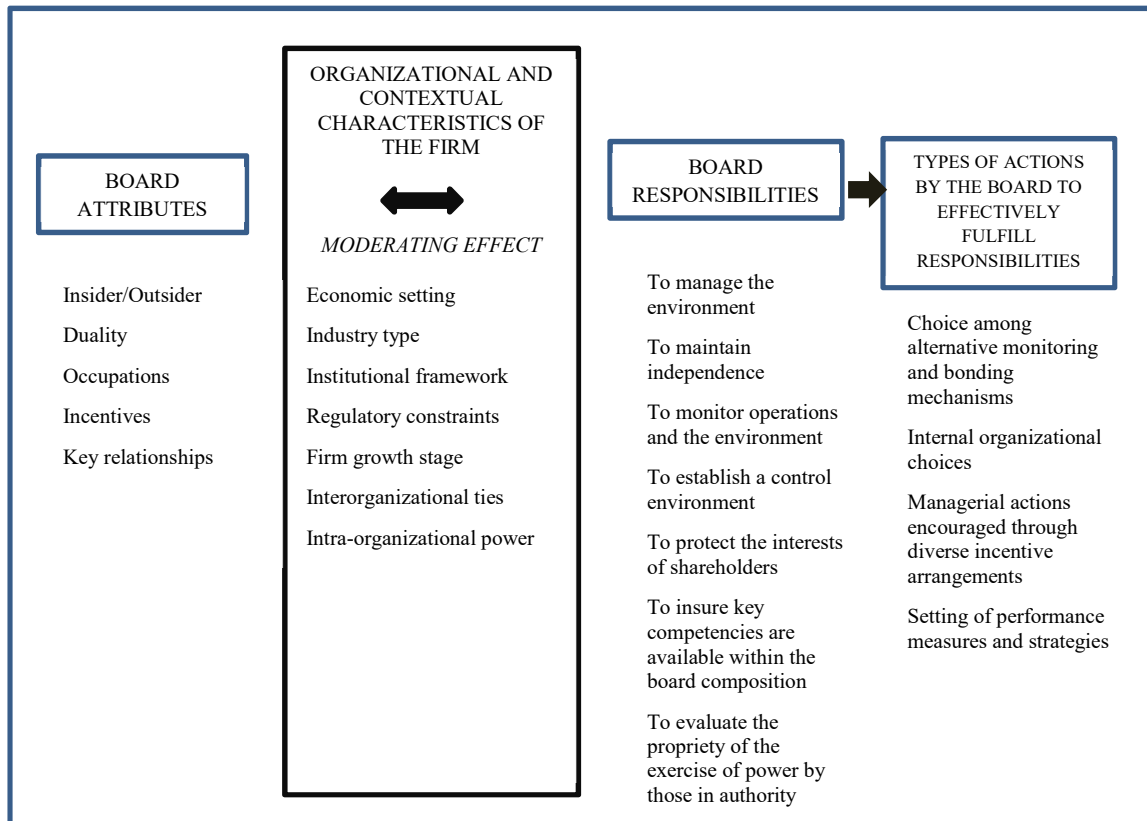 BOARD
ATTRIBUTES
Insider/Outsider
Duality
Occupations
Incentives
Key relationships
ORGANIZATIONAL AND
CONTEXTUAL
CHARACTERISTICS OF
THE FIRM
MODERATING EFFECT
Economic setting
Industry type
Institutional framework
Regulatory constraints
Firm growth stage
Interorganizational ties
Intra-organizational power
BOARD
RESPONSIBILITIES
To manage the
environment
To maintain
independence
To monitor operations
and the environment
To establish a control
environment
To protect the interests
of shareholders
To insure key
competencies are
available within the
board composition
To evaluate the
propriety of the
exercise of power by
those in authority
TYPES OF ACTIONS
BY THE BOARD TO
EFFECTIVELY
FULFILL
RESPONSIBILITIES
Choice among
alternative monitoring
and bonding
mechanisms
Internal organizational
choices
Managerial actions
encouraged through
diverse incentive
arrangements
Setting of performance
measures and strategies